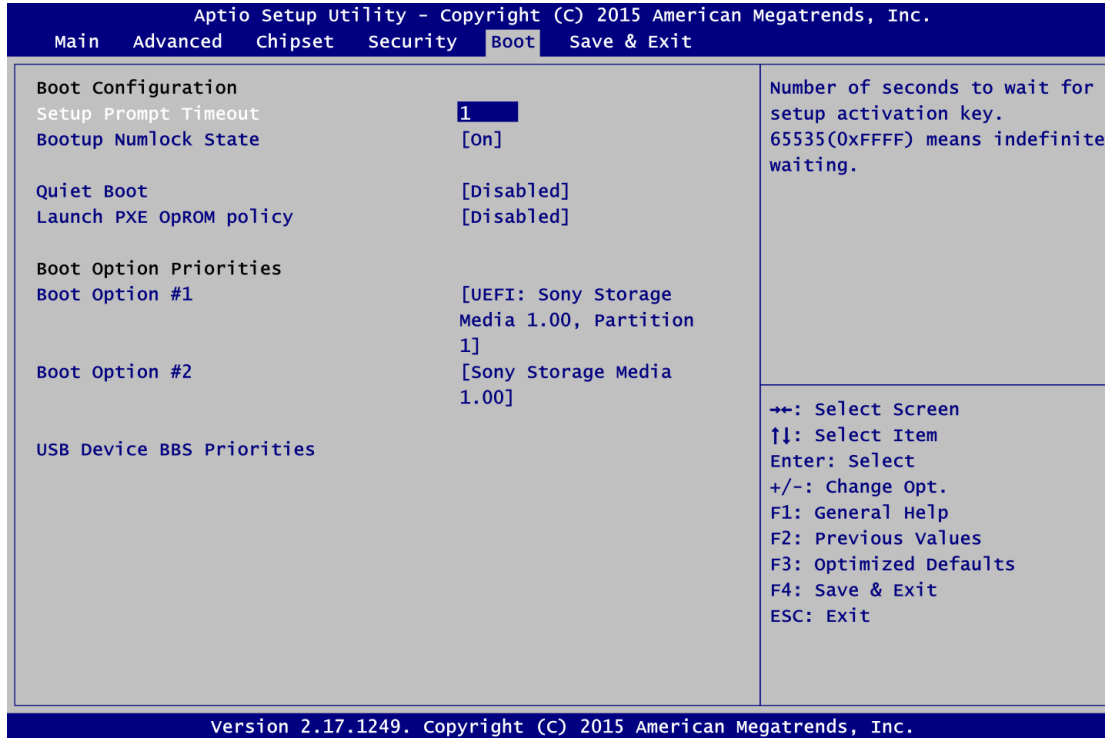 Aptio Setup Utility - Copyright (C) 2015 American Megatrends, Inc.
Main Advanced Chipset Security Boot Save & Exit
Boot Configuration
Setup Prompt Timeout 1
Bootup Numlock State [On]
Quiet Boot [Disabled]
Launch PXE OpROM policy [Disabled]
Boot Option Priorities
Boot Option #1 [UEFI: Sony Storage
Media 1.00, Partition
1]
Boot Option #2 [Sony Storage Media
1.00]
USB Device BBS Priorities
Number of seconds to wait for
setup activation key.
65535(0xFFFF) means indefinite
waiting.
→←: Select Screen
↑↓: Select Item
Enter: Select
+/-: Change Opt.
F1: General Help
F2: Previous Values
F3: Optimized Defaults
F4: Save & Exit
ESC: Exit
Version 2.17.1249. Copyright (C) 2015 American Megatrends, Inc.